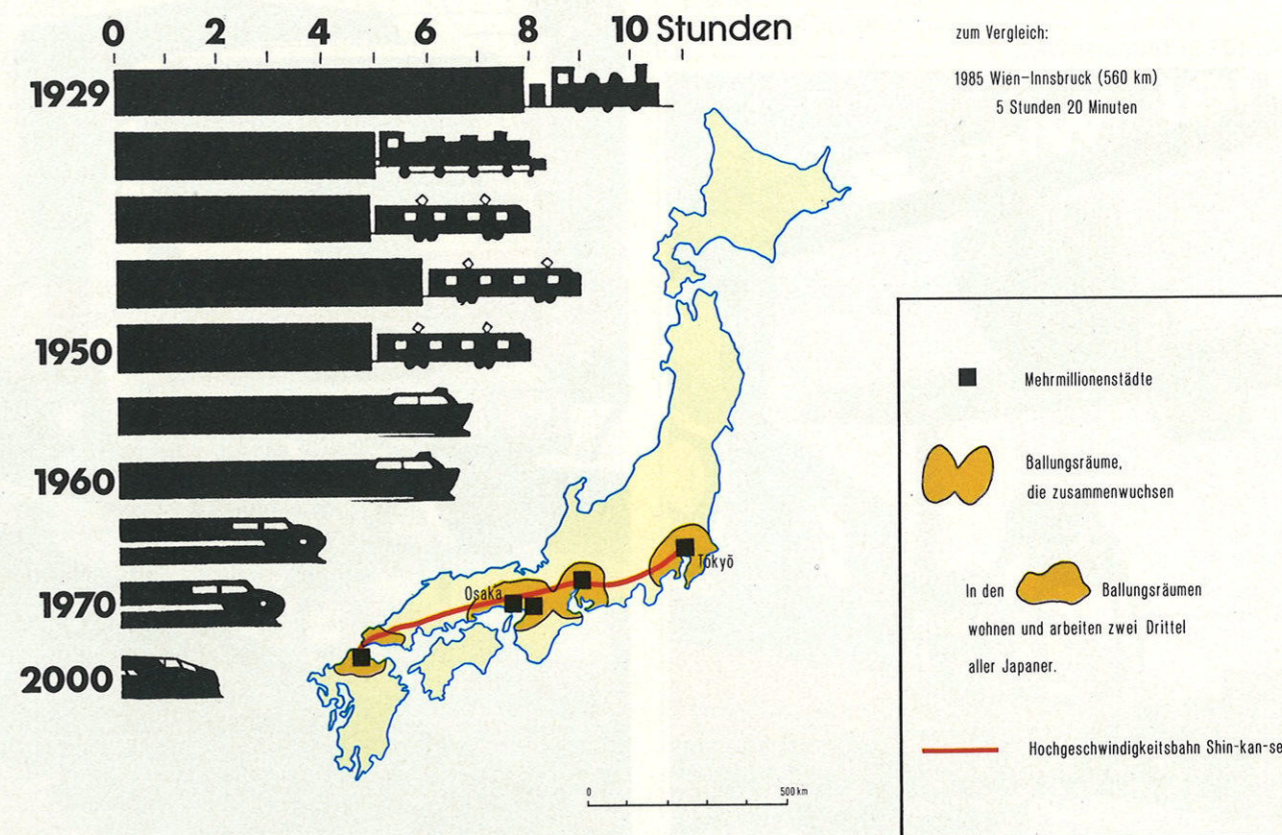 0 2 4 6 8 10 Stunden
1929
1950
1960
1970
2000
zum Vergleich:
1985 Wien-Innsbruck (560 km)
5 Stunden 20 Minuten
Osaka
Tokyō
0 500 km
Mehrmillionenstädte
Ballungsräume,
die zusammenwuchsen
In den Ballungsräumen
wohnen und arbeiten zwei Drittel
aller Japaner.
Hochgeschwindigkeitsbahn Shin-kan-se